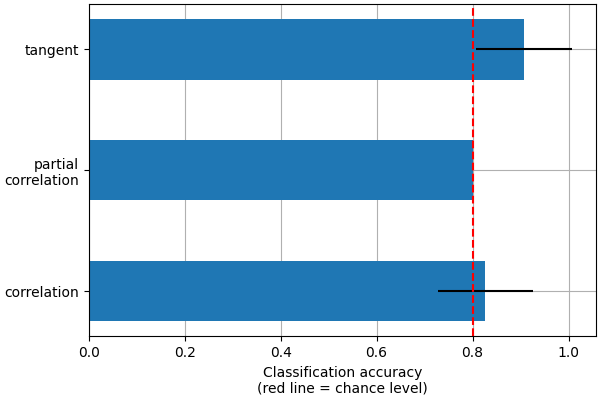 tangent
partial
correlation
correlation
0.0 0.2 0.4 0.6 0.8 1.0
Classification accuracy
(red line = chance level)